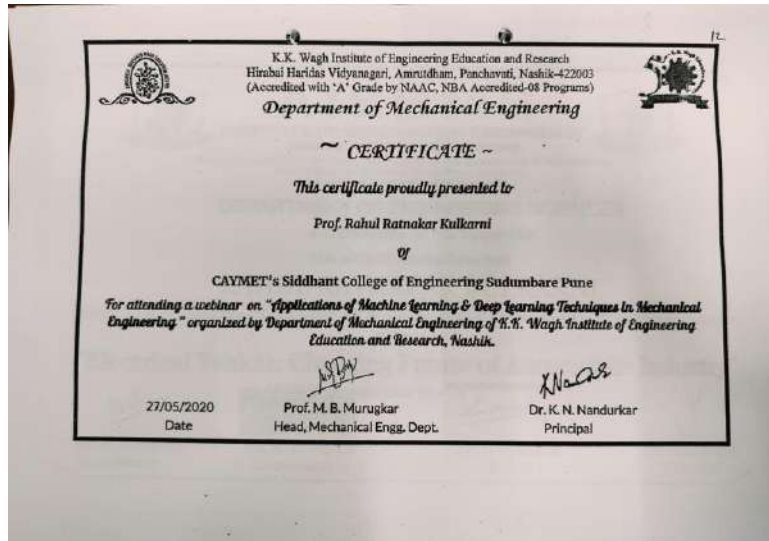 12
K.K. Wagh Institute of Engineering Education and Research
Hirabai Haridas Vidyanagari, Amrutdham, Panchavati, Nashik-422003
(Accredited with 'A' Grade by NAAC, NBA Accredited-08 Programs)
Department of Mechanical Engineering
~ CERTIFICATE ~
This certificate proudly presented to
Prof. Rahul Ratnakar Kulkarni
Of
CAYMET's Siddhant College of Engineering Sudumbare Pune
For attending a webinar on "Applications of Machine Learning & Deep Learning Techniques in Mechanical
Engineering" organized by Department of Mechanical Engineering of K.K. Wagh Institute of Engineering
Education and Research, Nashik.
27/05/2020 Prof. M. B. Murugkar Dr. K. N. Nandurkar
Date Head, Mechanical Engg. Dept. Principal